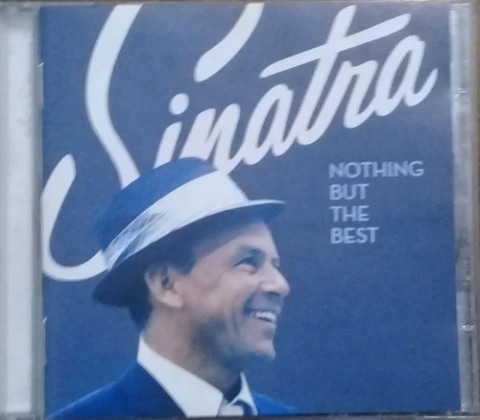 Sinatra
NOTHING
BUT
THE
BEST